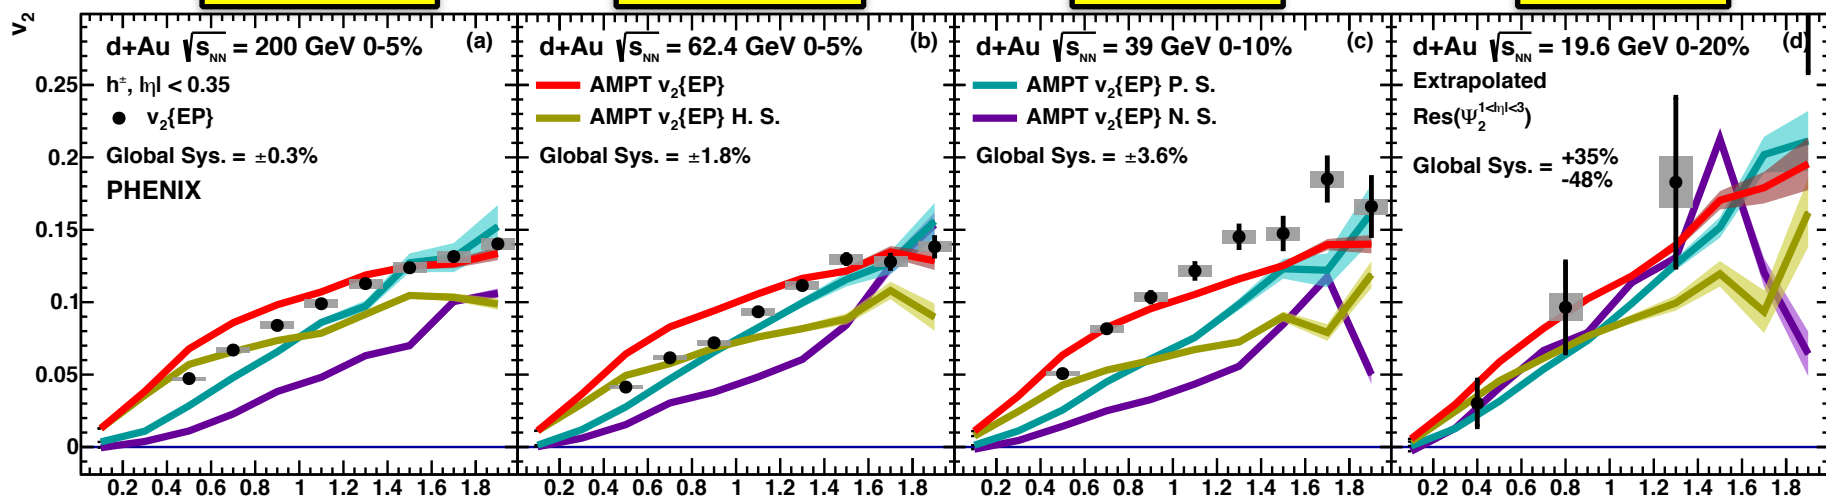 v2
d+Au √sNN = 200 GeV 0-5% (a)
h±, |η| < 0.35
v2{EP}
Global Sys. = ±0.3%
PHENIX
d+Au √sNN = 62.4 GeV 0-5% (b)
AMPT v2{EP}
AMPT v2{EP} H. S.
Global Sys. = ±1.8%
d+Au √sNN = 39 GeV 0-10% (c)
AMPT v2{EP} P. S.
AMPT v2{EP} N. S.
Global Sys. = ±3.6%
d+Au √sNN = 19.6 GeV 0-20% (d)
Extrapolated
Res(Ψ2 1<|η|<3)
Global Sys. = +35% -48%
0.25
0.2
0.15
0.1
0.05
0
0.2 0.4 0.6 0.8 1 1.2 1.4 1.6 1.8
0.2 0.4 0.6 0.8 1 1.2 1.4 1.6 1.8
0.2 0.4 0.6 0.8 1 1.2 1.4 1.6 1.8
0.2 0.4 0.6 0.8 1 1.2 1.4 1.6 1.8